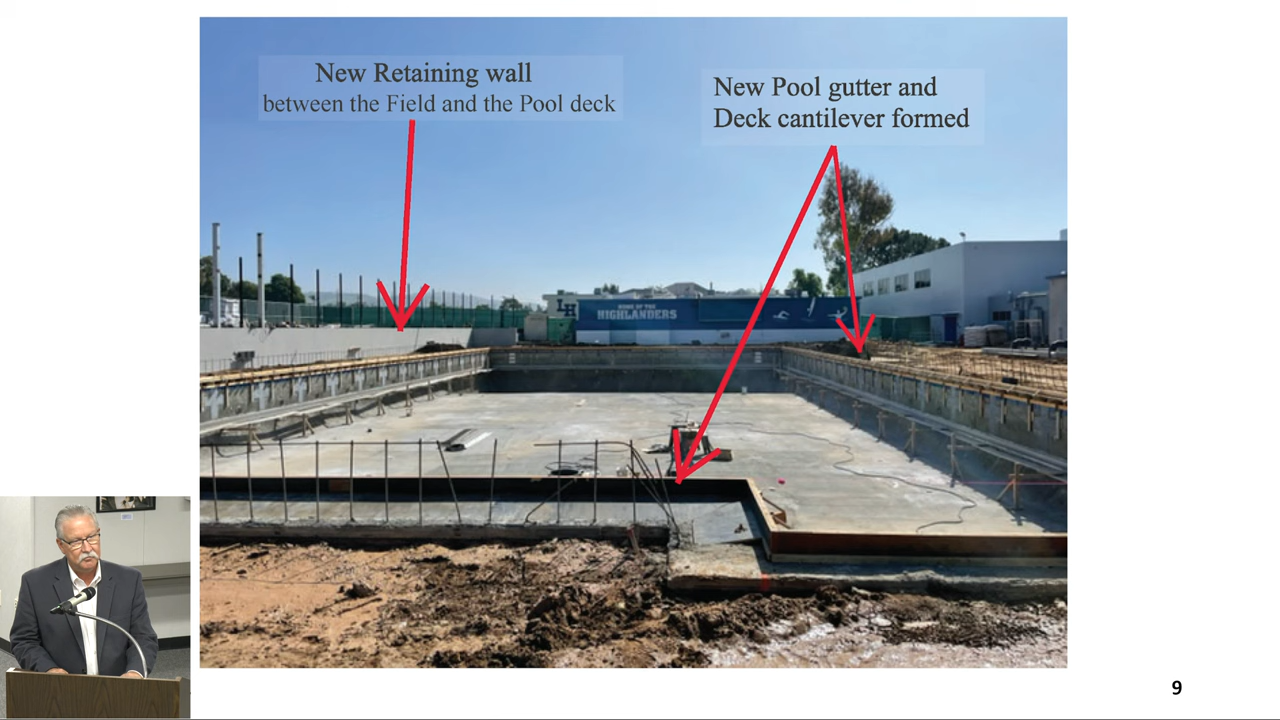 New Retaining wall
between the Field and the Pool deck
New Pool gutter and
Deck cantilever formed
LH
HOME OF THE
HIGHLANDERS
9